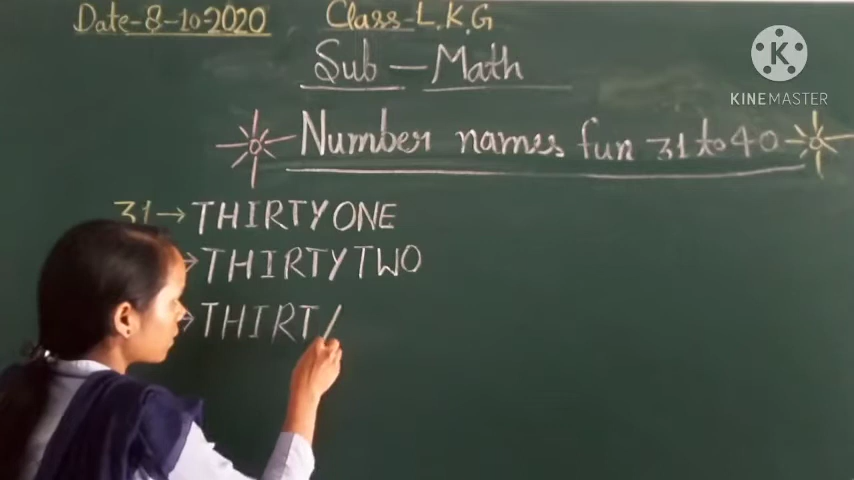 Date-8-10-2020 Class-L.K.G
Sub-Math
Number names fun 31 to 40
31→THIRTYONE
→THIRTYTWO
→THIRT/
K
KINEMASTER